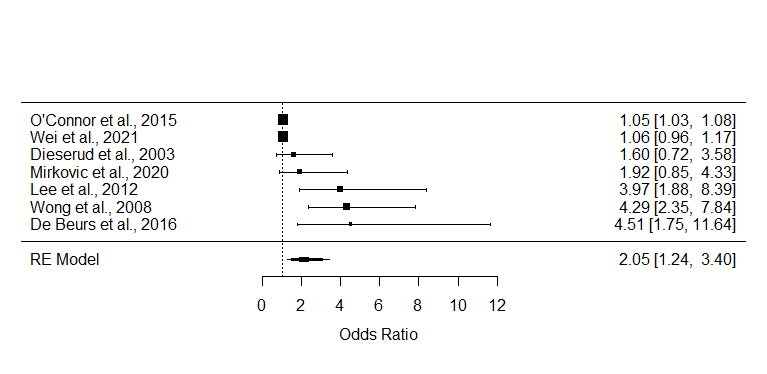 O'Connor et al., 2015 1.05 [1.03, 1.08]
Wei et al., 2021 1.06 [0.96, 1.17]
Dieserud et al., 2003 1.60 [0.72, 3.58]
Mirkovic et al., 2020 1.92 [0.85, 4.33]
Lee et al., 2012 3.97 [1.88, 8.39]
Wong et al., 2008 4.29 [2.35, 7.84]
De Beurs et al., 2016 4.51 [1.75, 11.64]
RE Model 2.05 [1.24, 3.40]
0 2 4 6 8 10 12
Odds Ratio